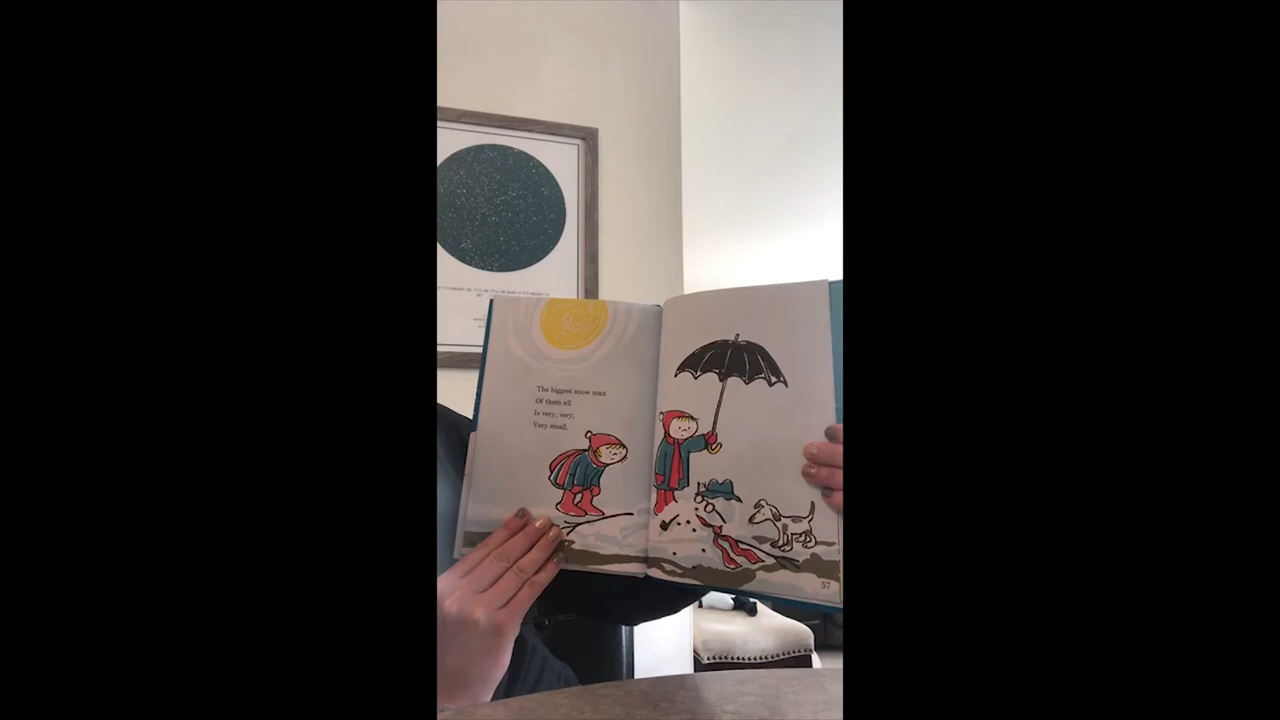 The biggest snow man
Of them all
Is very, very,
Very small.
57